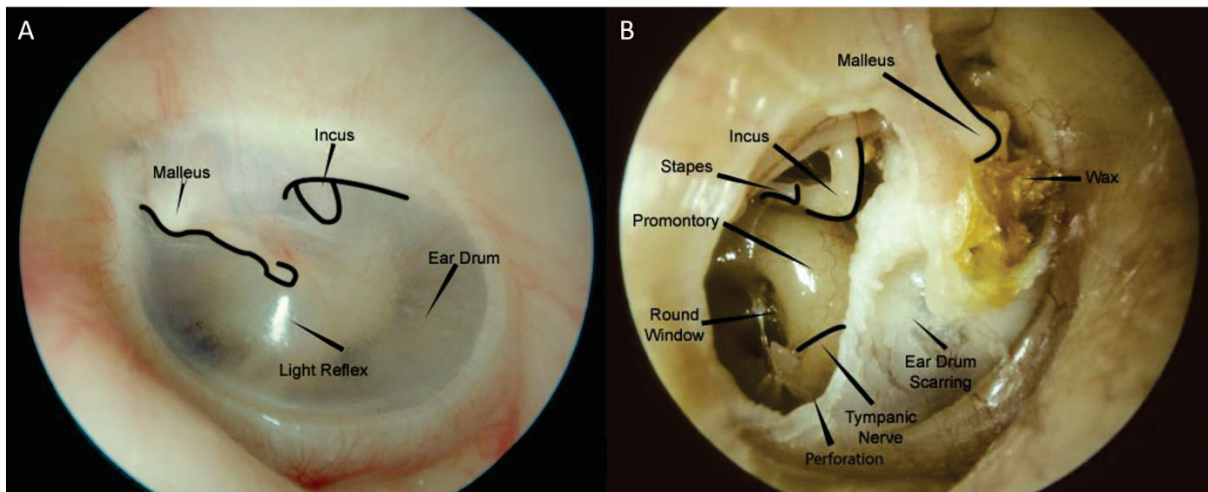 A
Incus
Malleus
Ear Drum
Light Reflex
B
Malleus
Incus
Stapes
Wax
Promontory
Round
Window
Ear Drum
Scarring
Tympanic
Nerve
Perforation